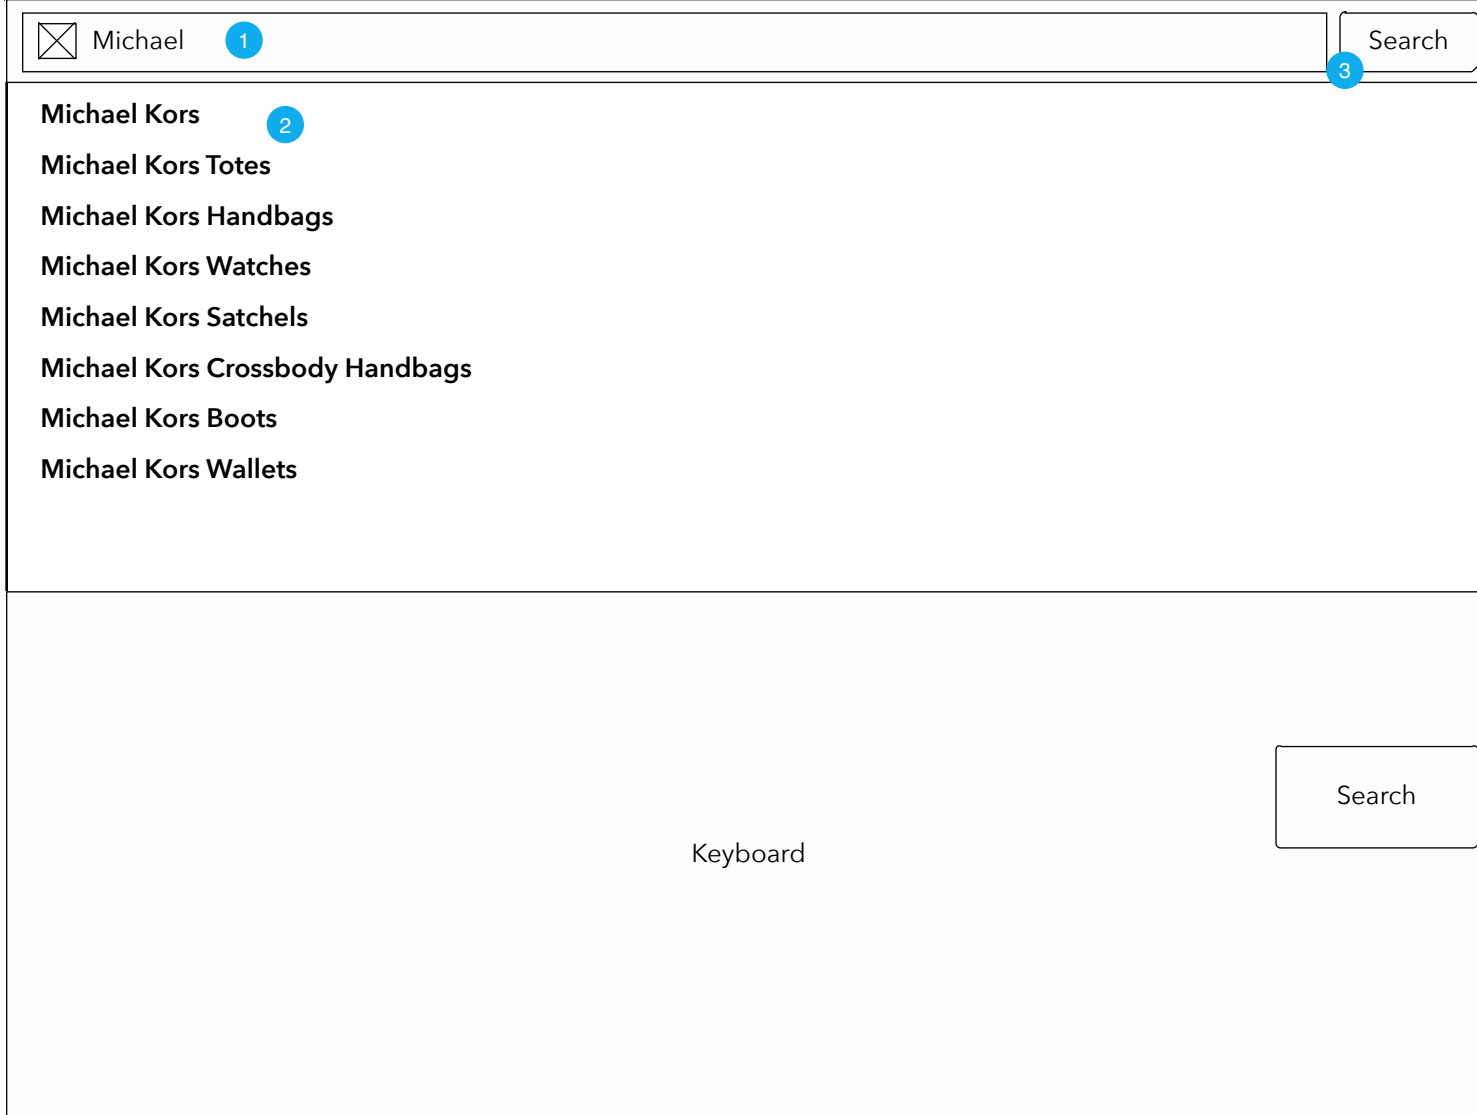 Michael 1 Search
3
Michael Kors
2
Michael Kors Totes
Michael Kors Handbags
Michael Kors Watches
Michael Kors Satchels
Michael Kors Crossbody Handbags
Michael Kors Boots
Michael Kors Wallets
Search
Keyboard